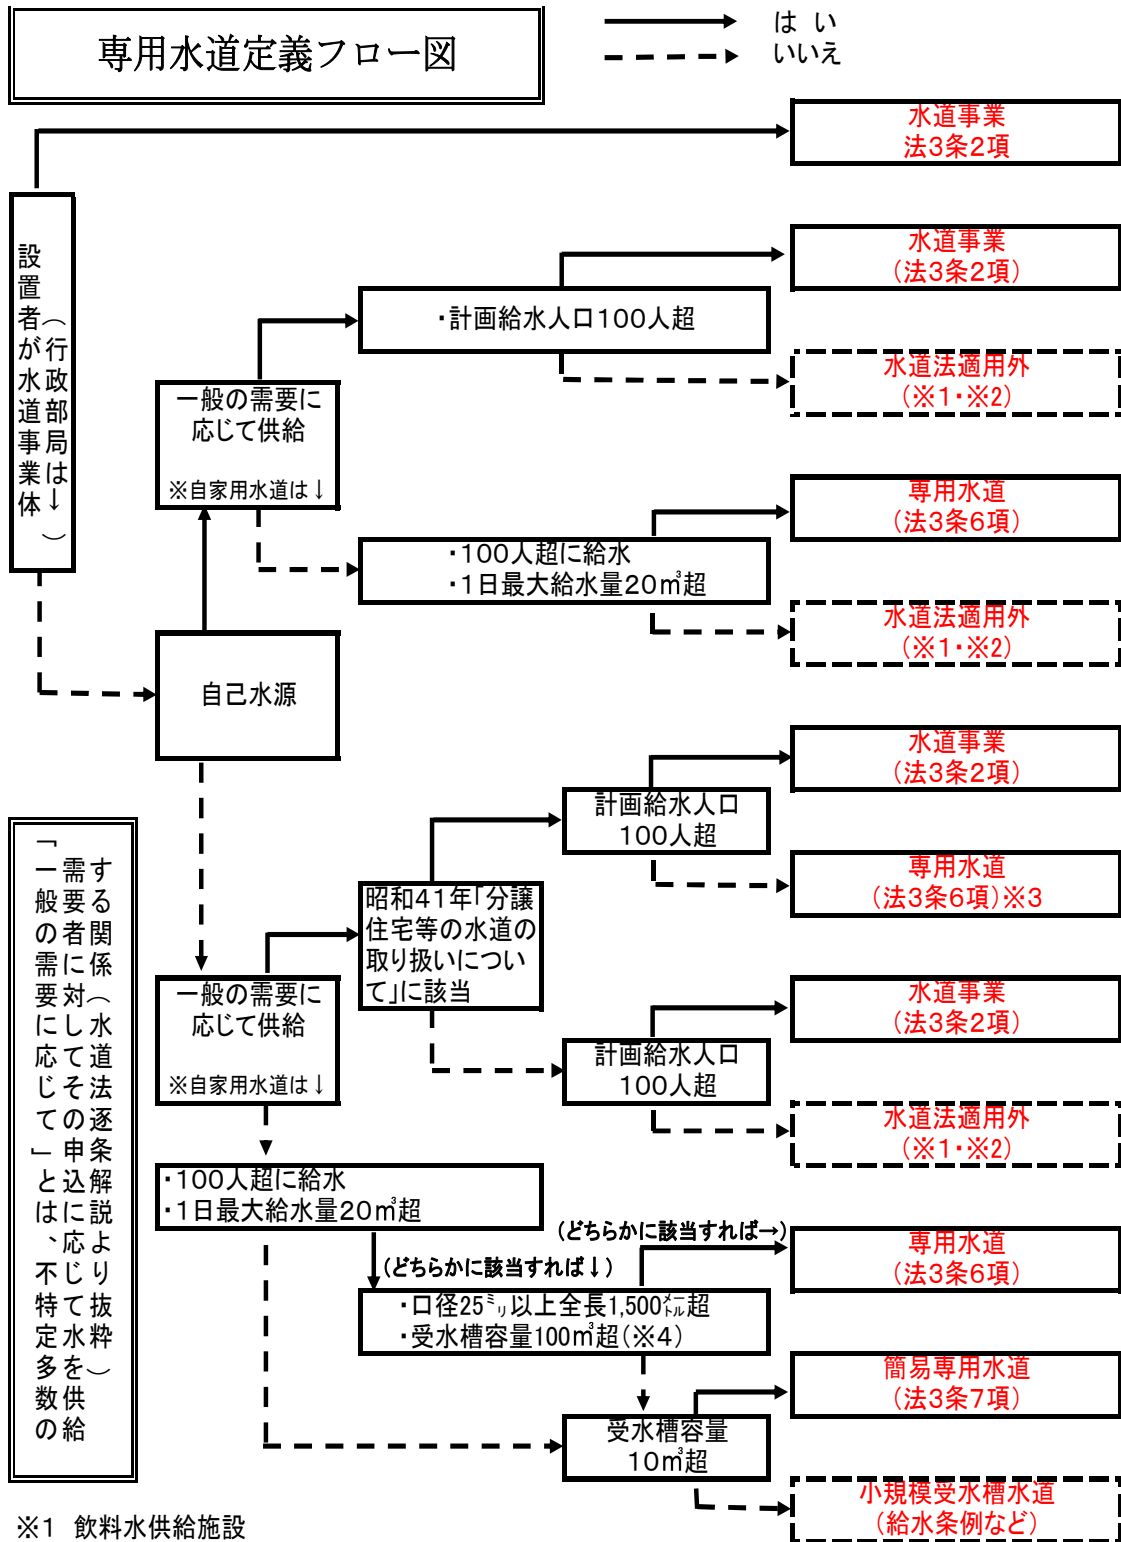 専用水道定義フロー図
は い
いいえ
水道事業
法3条2項
設置者が水道事業体
(行政部局は↓)
水道事業
(法3条2項)
・計画給水人口100人超
水道法適用外
(※1・※2)
一般の需要に
応じて供給
※自家用水道は↓
専用水道
(法3条6項)
・100人超に給水
・1日最大給水量20㎥超
水道法適用外
(※1・※2)
自己水源
水道事業
(法3条2項)
計画給水人口
100人超
専用水道
(法3条6項)※3
昭和41年「分譲
住宅等の水道の
取り扱いについ
て」に該当
一般の需要に
応じて供給
※自家用水道は↓
水道事業
(法3条2項)
計画給水人口
100人超
水道法適用外
(※1・※2)
「一般の需要に応じて」とは、不特定多数の
需要者に対してその申込に応じて水を供給
する関係(水道法逐条解説より抜粋)
・100人超に給水
・1日最大給水量20㎥超
(どちらかに該当すれば→)
(どちらかに該当すれば↓)
専用水道
(法3条6項)
・口径25㍉以上全長1,500㍍超
・受水槽容量100㎥超(※4)
簡易専用水道
(法3条7項)
受水槽容量
10㎥超
小規模受水槽水道
(給水条例など)
※1 飲料水供給施設